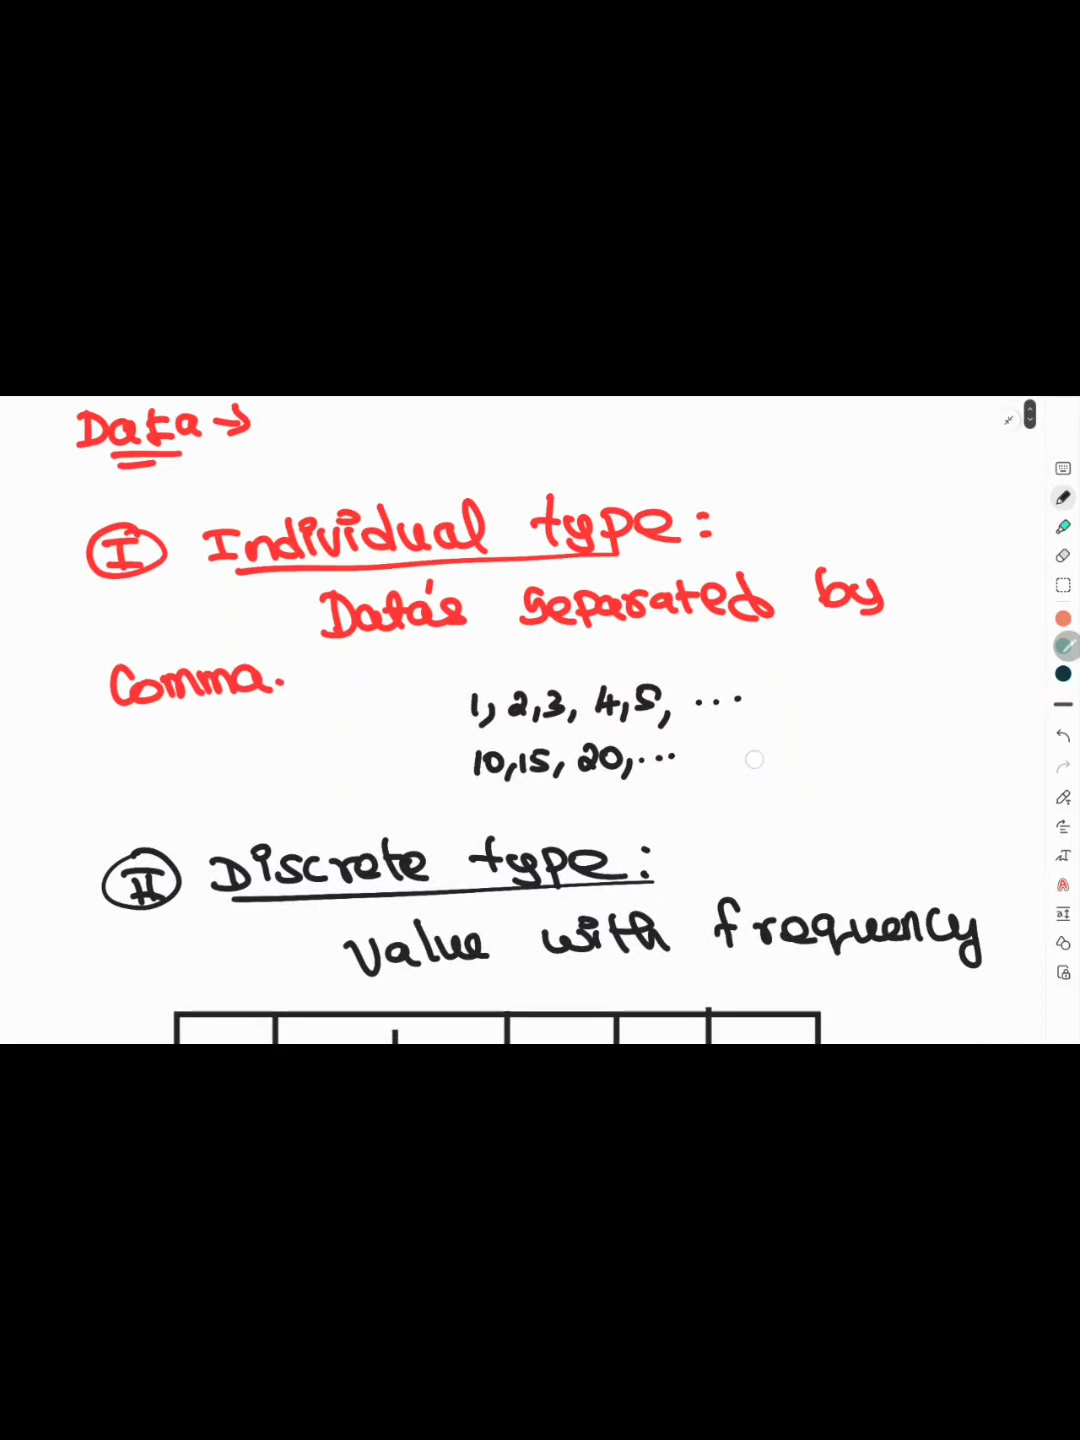 Data →
I Individual type:
Data's separated by
Comma.
1, 2,3, 4,5, ...
10,15, 20,...
II Discrete type:
Value with frequency